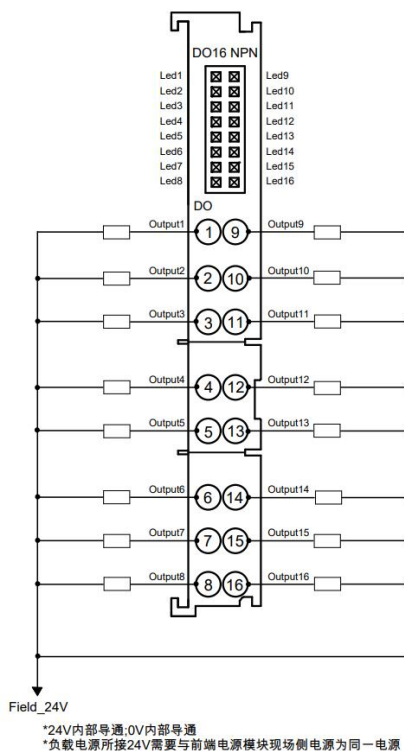 DO16 NPN
Led1 Led9
Led2 Led10
Led3 Led11
Led4 Led12
Led5 Led13
Led6 Led14
Led7 Led15
Led8 Led16
DO
Output1 1 9 Output9
Output2 2 10 Output10
Output3 3 11 Output11
Output4 4 12 Output12
Output5 5 13 Output13
Output6 6 14 Output14
Output7 7 15 Output15
Output8 8 16 Output16
Field_24V
*24V内部导通;0V内部导通
*负载电源所接24V需要与前端电源模块现场侧电源为同一电源